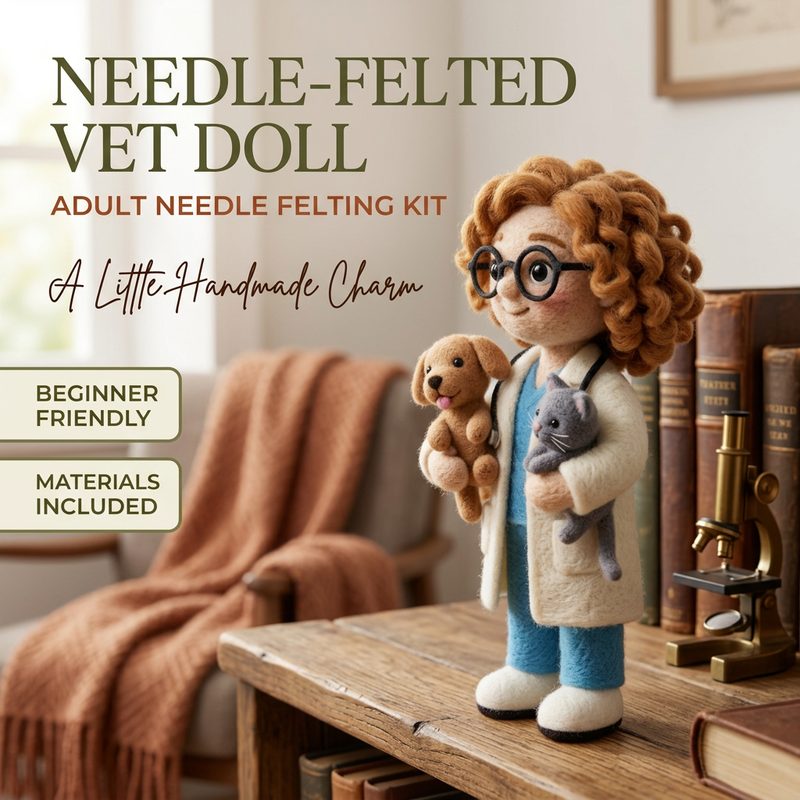 NEEDLE-FELTED
VET DOLL
ADULT NEEDLE FELTING KIT
A Little Handmade Charm
BEGINNER
FRIENDLY
MATERIALS
INCLUDED